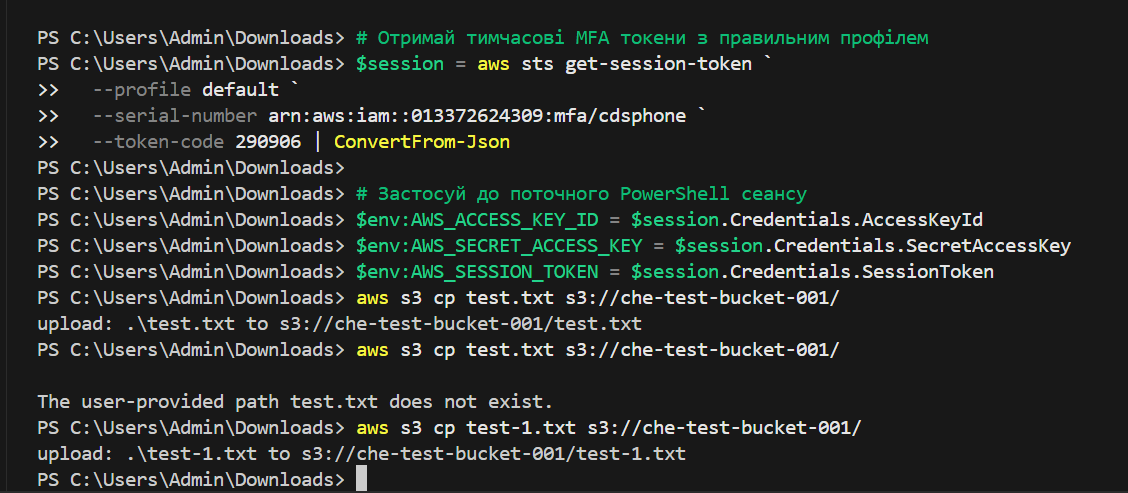 PS C:\Users\Admin\Downloads> # Отримай тимчасові MFA токени з правильним профілем
PS C:\Users\Admin\Downloads> $session = aws sts get-session-token `
>>   --profile default `
>>   --serial-number arn:aws:iam::013372624309:mfa/cdsphone `
>>   --token-code 290906 | ConvertFrom-Json
PS C:\Users\Admin\Downloads>
PS C:\Users\Admin\Downloads> # Застосуй до поточного PowerShell сеансу
PS C:\Users\Admin\Downloads> $env:AWS_ACCESS_KEY_ID = $session.Credentials.AccessKeyId
PS C:\Users\Admin\Downloads> $env:AWS_SECRET_ACCESS_KEY = $session.Credentials.SecretAccessKey
PS C:\Users\Admin\Downloads> $env:AWS_SESSION_TOKEN = $session.Credentials.SessionToken
PS C:\Users\Admin\Downloads> aws s3 cp test.txt s3://che-test-bucket-001/
upload: .\test.txt to s3://che-test-bucket-001/test.txt
PS C:\Users\Admin\Downloads> aws s3 cp test.txt s3://che-test-bucket-001/
The user-provided path test.txt does not exist.
PS C:\Users\Admin\Downloads> aws s3 cp test-1.txt s3://che-test-bucket-001/
upload: .\test-1.txt to s3://che-test-bucket-001/test-1.txt
PS C:\Users\Admin\Downloads>